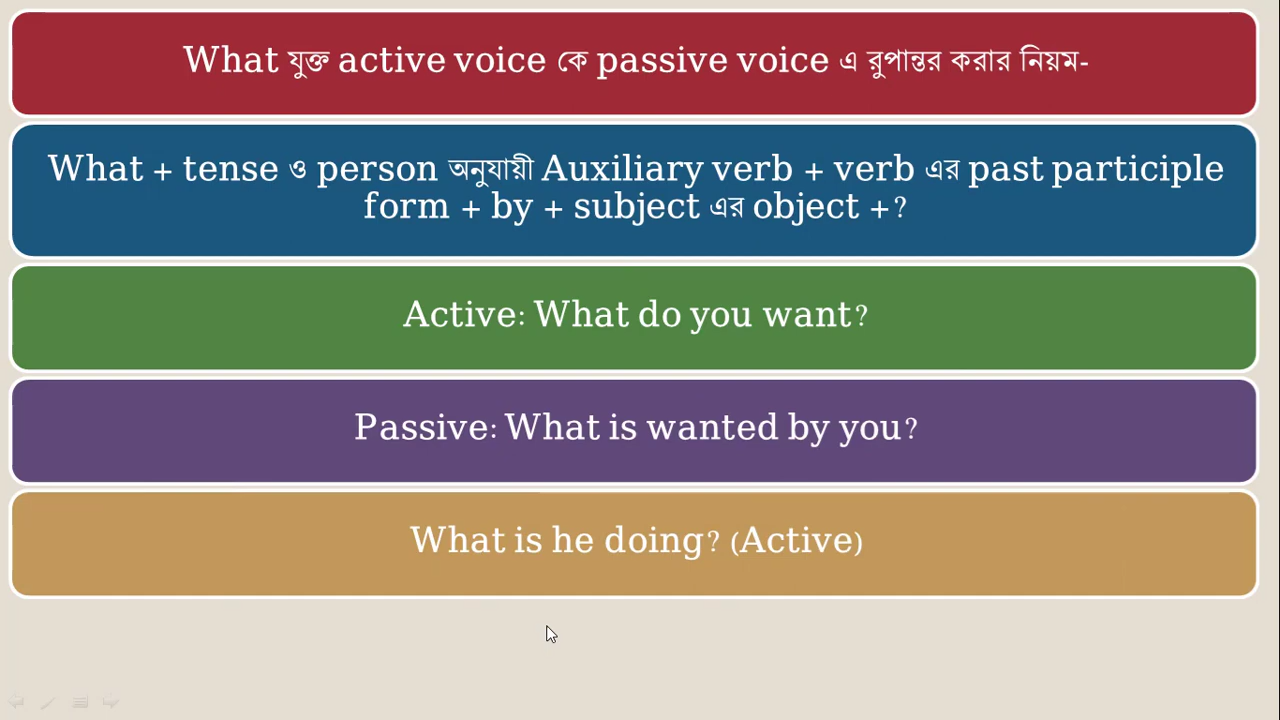 What যুক্ত active voice কে passive voice এ রুপান্তর করার নিয়ম-
What + tense ও person অনুযায়ী Auxiliary verb + verb এর past participle
form + by + subject এর object +?
Active: What do you want?
Passive: What is wanted by you?
What is he doing? (Active)